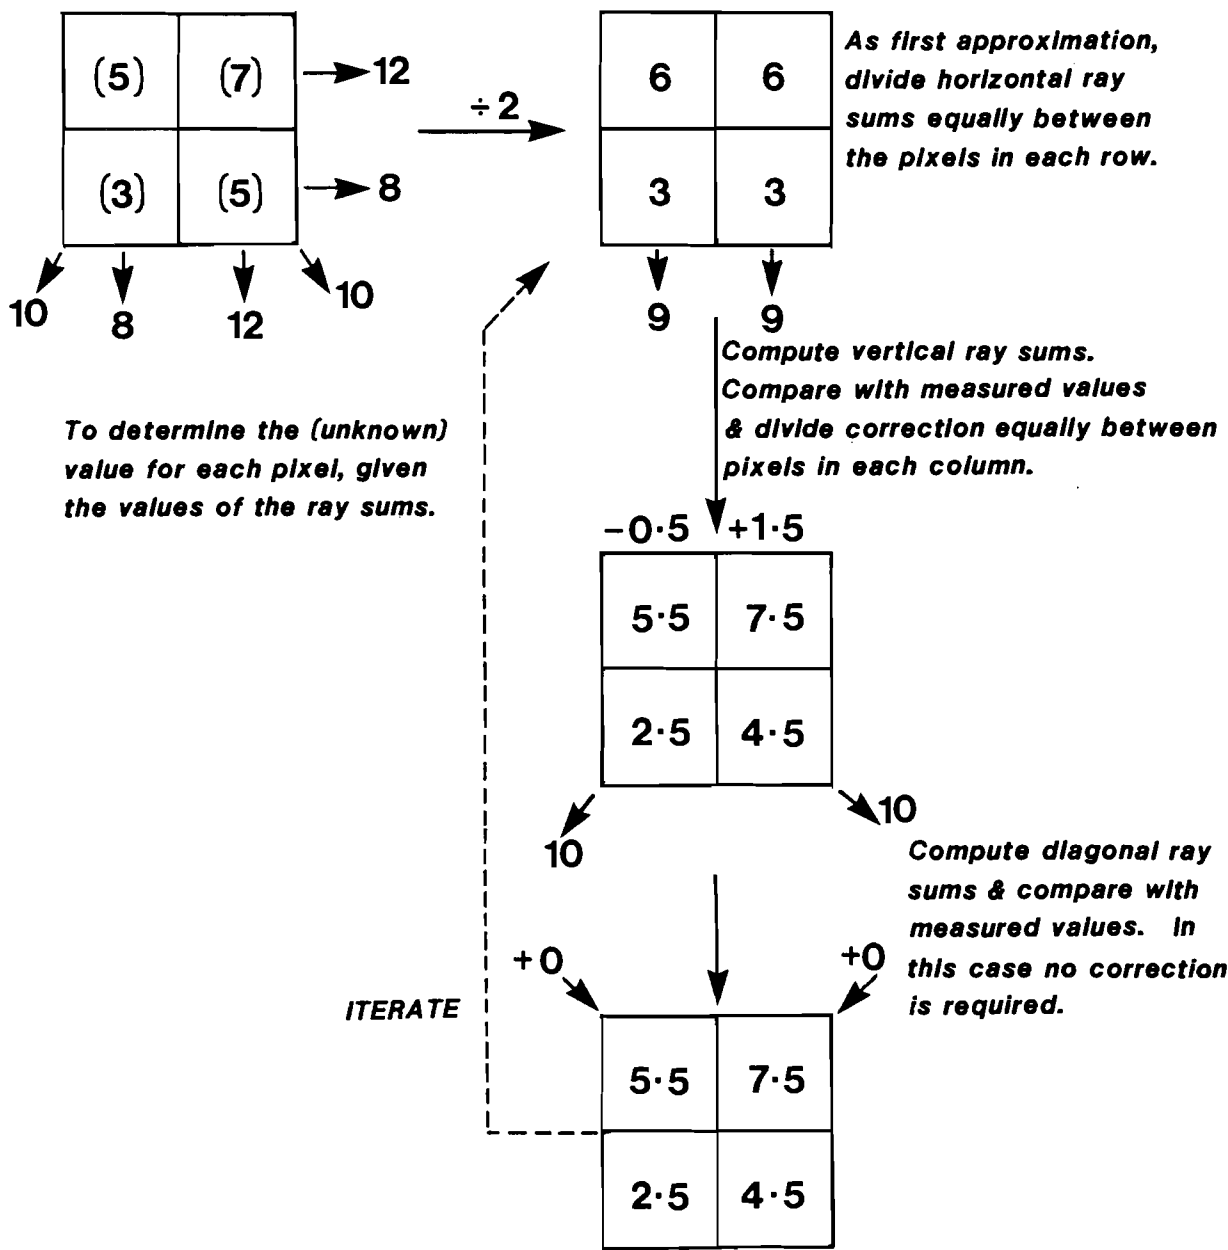 (5) (7) 12
(3) (5) 8
10 8 12 10
÷2
6 6
3 3
9 9
As first approximation,
divide horizontal ray
sums equally between
the pixels in each row.
To determine the (unknown)
value for each pixel, given
the values of the ray sums.
Compute vertical ray sums.
Compare with measured values
& divide correction equally between
pixels in each column.
−0·5 +1·5
5·5 7·5
2·5 4·5
10 10
Compute diagonal ray
sums & compare with
measured values. In
this case no correction
is required.
+0 +0
ITERATE
5·5 7·5
2·5 4·5